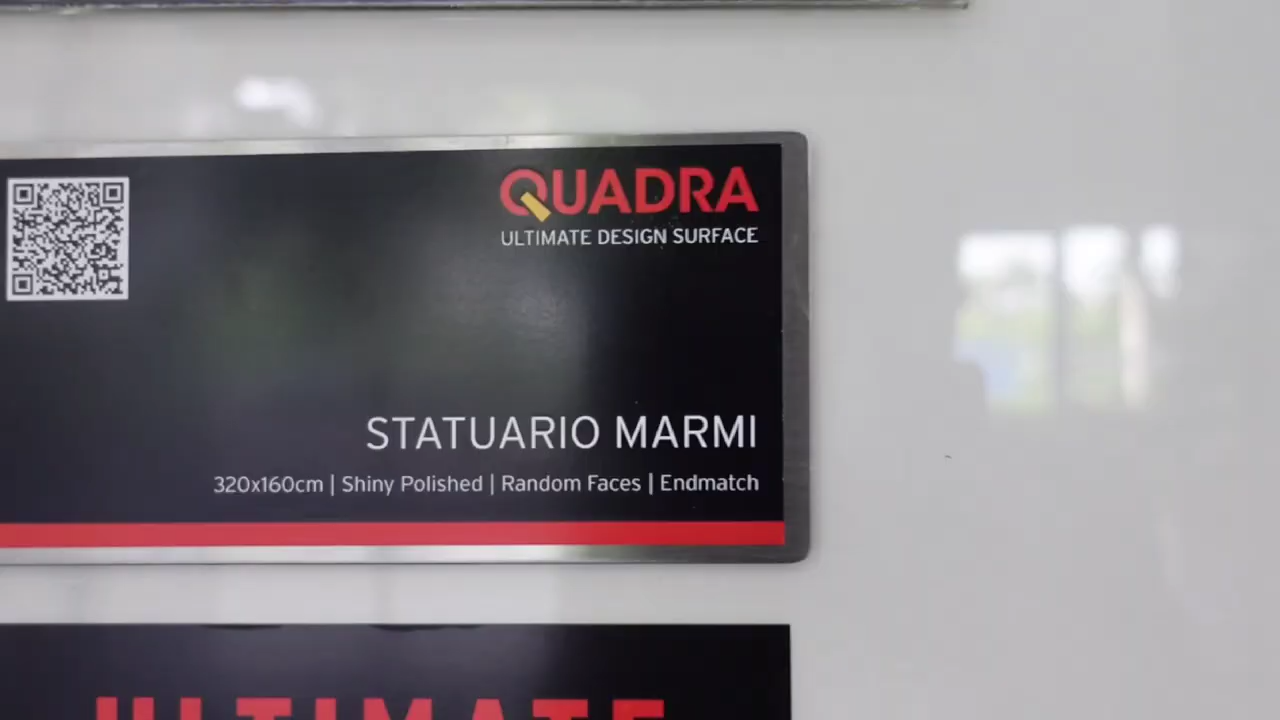 QUADRA
ULTIMATE DESIGN SURFACE
STATUARIO MARMI
320x160cm | Shiny Polished | Random Faces | Endmatch
ULTIMATE